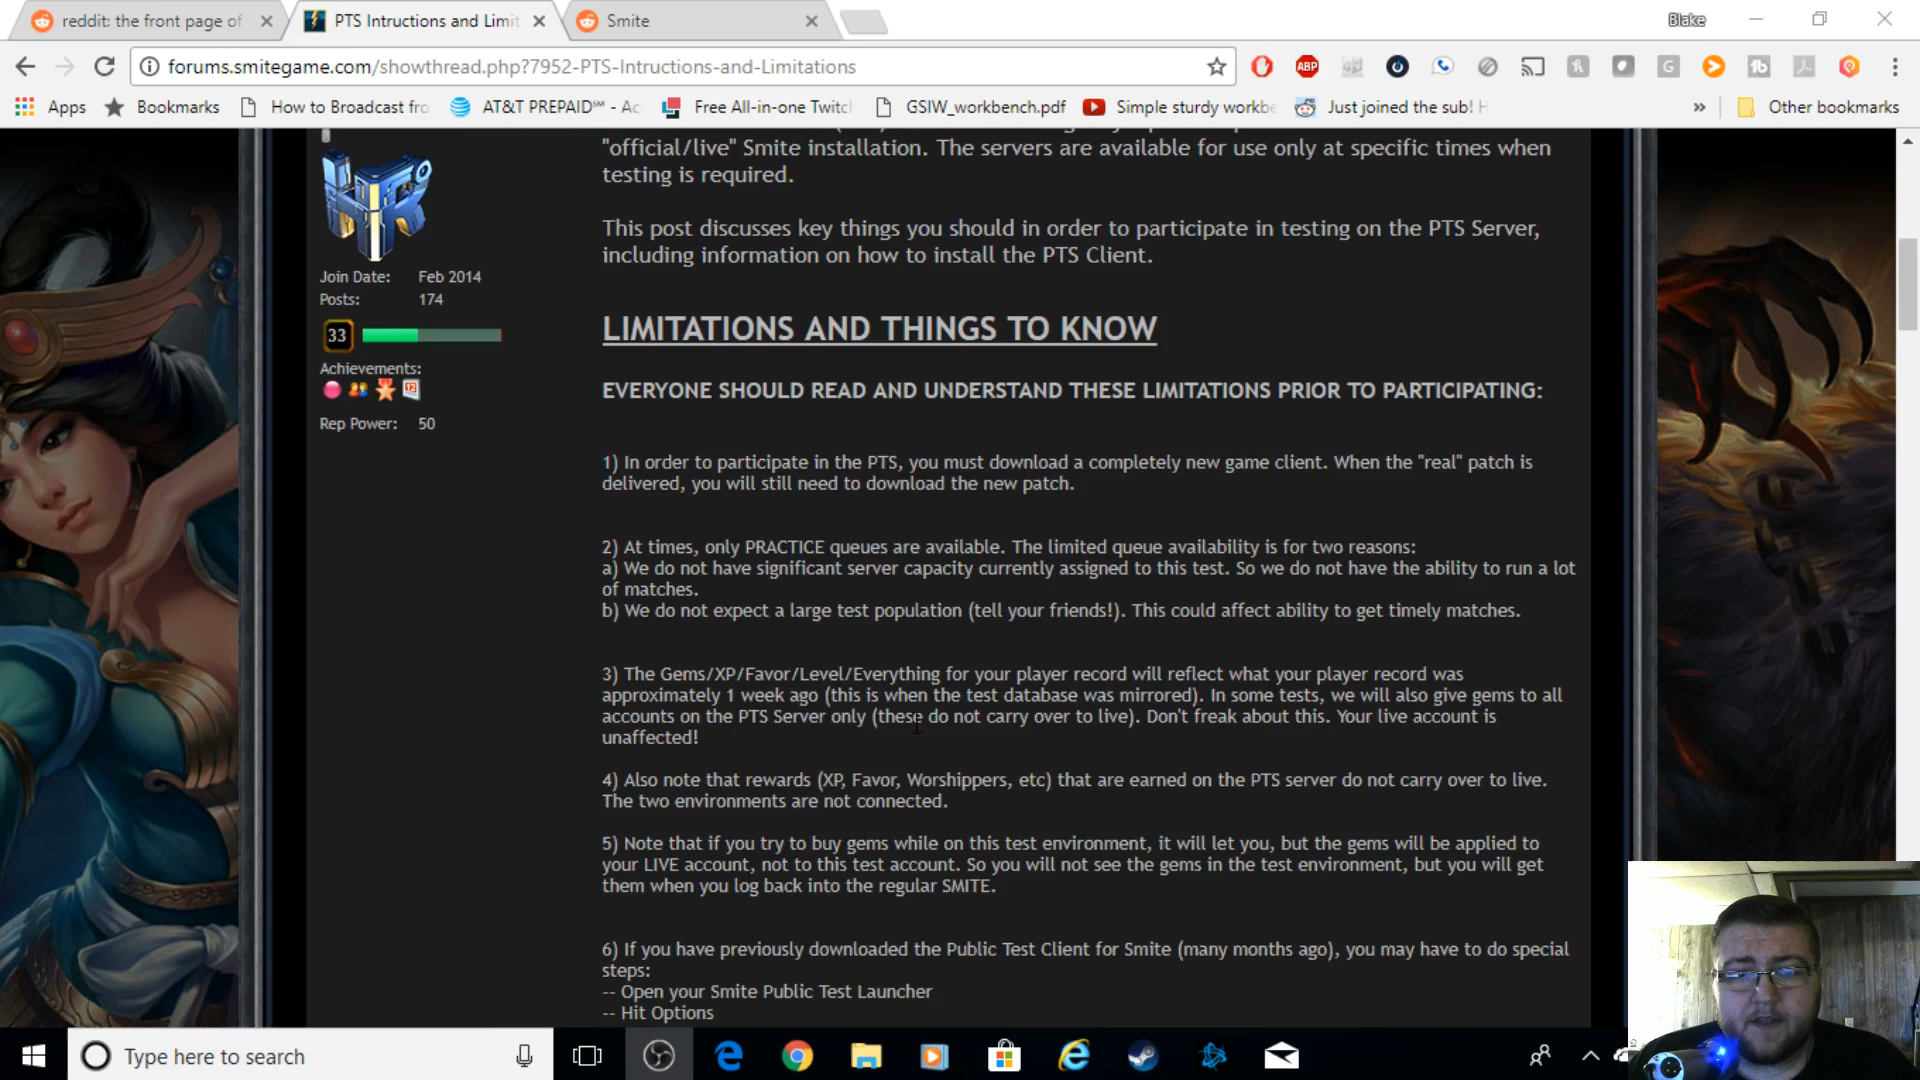 reddit: the front page of
PTS Intructions and Limit
Smite
Blake
forums.smitegame.com/showthread.php?7952-PTS-Intructions-and-Limitations
ABP
Apps
Bookmarks
How to Broadcast fro
AT&T PREPAID℠ - Ac
Free All-in-one Twitch
GSIW_workbench.pdf
Simple sturdy workbe
Just joined the sub! H
»
Other bookmarks
"official/live" Smite installation. The servers are available for use only at specific times when
testing is required.
This post discusses key things you should in order to participate in testing on the PTS Server,
including information on how to install the PTS Client.
Join Date: Feb 2014
Posts: 174
33
Achievements:
12
Rep Power: 50
LIMITATIONS AND THINGS TO KNOW
EVERYONE SHOULD READ AND UNDERSTAND THESE LIMITATIONS PRIOR TO PARTICIPATING:
1) In order to participate in the PTS, you must download a completely new game client. When the "real" patch is
delivered, you will still need to download the new patch.
2) At times, only PRACTICE queues are available. The limited queue availability is for two reasons:
a) We do not have significant server capacity currently assigned to this test. So we do not have the ability to run a lot
of matches.
b) We do not expect a large test population (tell your friends!). This could affect ability to get timely matches.
3) The Gems/XP/Favor/Level/Everything for your player record will reflect what your player record was
approximately 1 week ago (this is when the test database was mirrored). In some tests, we will also give gems to all
accounts on the PTS Server only (these do not carry over to live). Don't freak about this. Your live account is
unaffected!
4) Also note that rewards (XP, Favor, Worshippers, etc) that are earned on the PTS server do not carry over to live.
The two environments are not connected.
5) Note that if you try to buy gems while on this test environment, it will let you, but the gems will be applied to
your LIVE account, not to this test account. So you will not see the gems in the test environment, but you will get
them when you log back into the regular SMITE.
6) If you have previously downloaded the Public Test Client for Smite (many months ago), you may have to do special
steps:
-- Open your Smite Public Test Launcher
-- Hit Options
Type here to search